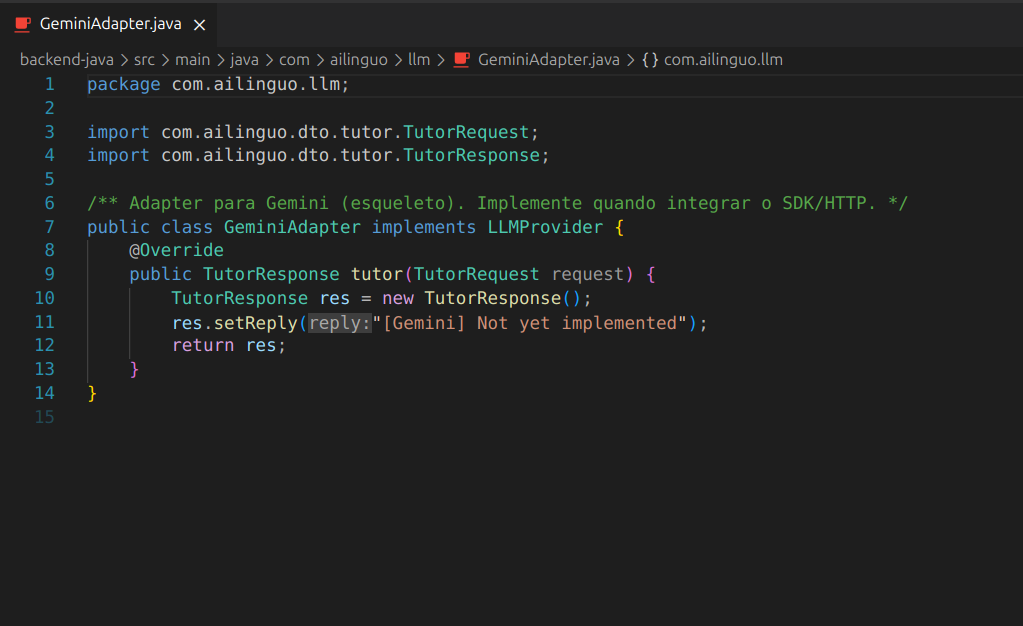 GeminiAdapter.java
backend-java > src > main > java > com > ailinguo > llm > GeminiAdapter.java > {} com.ailinguo.llm
1 package com.ailinguo.llm;
2
3 import com.ailinguo.dto.tutor.TutorRequest;
4 import com.ailinguo.dto.tutor.TutorResponse;
5
6 /** Adapter para Gemini (esqueleto). Implemente quando integrar o SDK/HTTP. */
7 public class GeminiAdapter implements LLMProvider {
8 @Override
9 public TutorResponse tutor(TutorRequest request) {
10 TutorResponse res = new TutorResponse();
11 res.setReply(reply:"[Gemini] Not yet implemented");
12 return res;
13 }
14 }
15